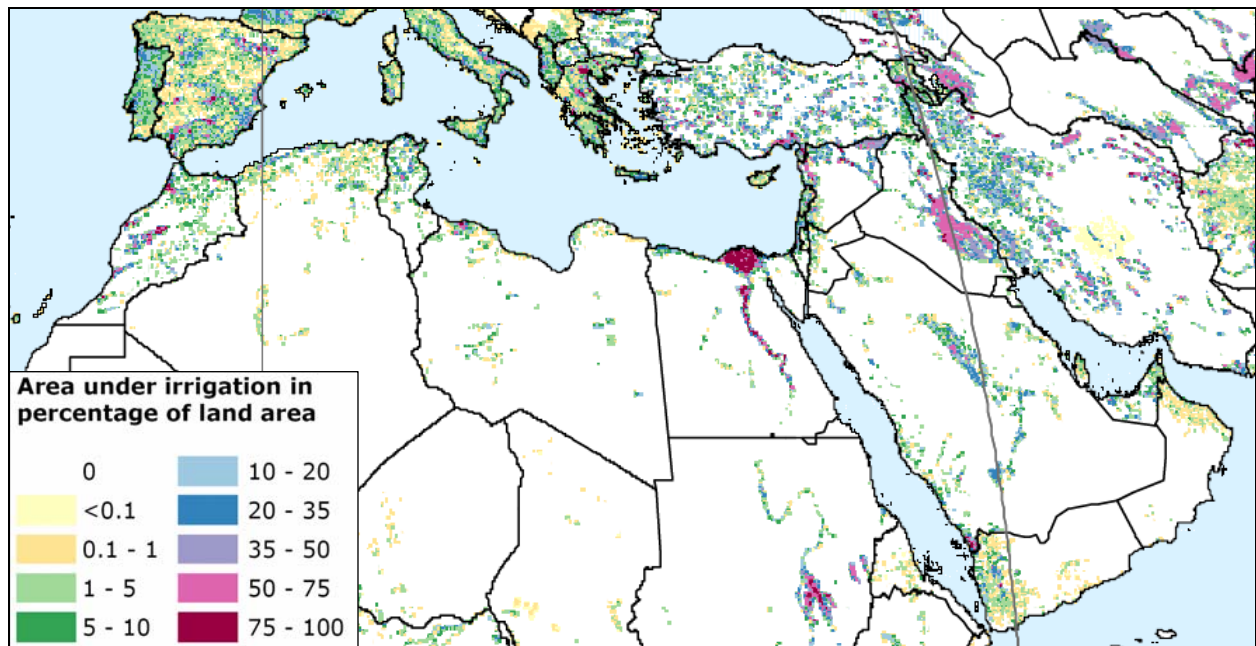 Area under irrigation in
percentage of land area
0
<0.1
0.1 - 1
1 - 5
5 - 10
10 - 20
20 - 35
35 - 50
50 - 75
75 - 100